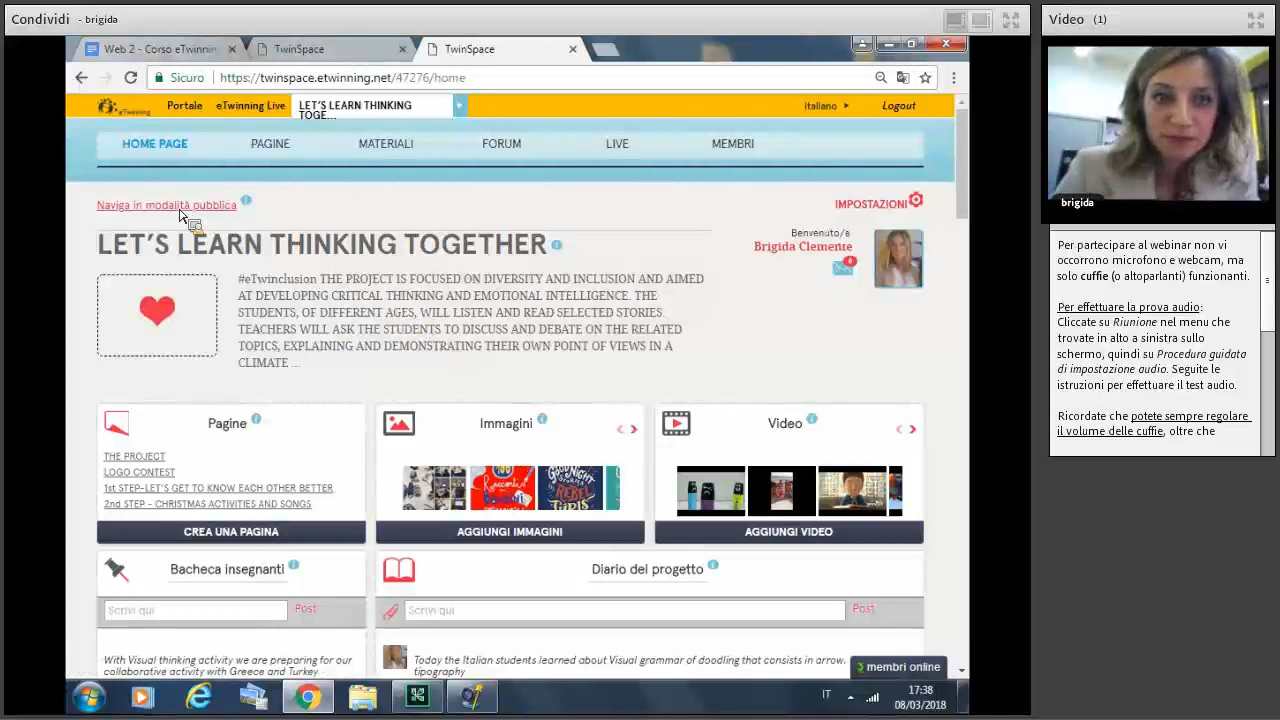 Condividi - brigida
Video (1)
Web 2 - Corso eTwinnin
TwinSpace
TwinSpace
Sicuro
https://twinspace.etwinning.net/47276/home
eTwinning
Portale
eTwinning Live
LET'S LEARN THINKING
TOGE...
italiano
Logout
HOME PAGE
PAGINE
MATERIALI
FORUM
LIVE
MEMBRI
Naviga in modalità pubblica
IMPOSTAZIONI
LET'S LEARN THINKING TOGETHER
Benvenuto/a
Brigida Clemente
#eTwinclusion THE PROJECT IS FOCUSED ON DIVERSITY AND INCLUSION AND AIMED
AT DEVELOPING CRITICAL THINKING AND EMOTIONAL INTELLIGENCE. THE
STUDENTS, OF DIFFERENT AGES, WILL LISTEN AND READ SELECTED STORIES.
TEACHERS WILL ASK THE STUDENTS TO DISCUSS AND DEBATE ON THE RELATED
TOPICS, EXPLAINING AND DEMONSTRATING THEIR OWN POINT OF VIEWS IN A
CLIMATE ...
Pagine
THE PROJECT
LOGO CONTEST
1st STEP-LET'S GET TO KNOW EACH OTHER BETTER
2nd STEP - CHRISTMAS ACTIVITIES AND SONGS
CREA UNA PAGINA
Immagini
GOODNIGHT
REBEL
GIRLS
AGGIUNGI IMMAGINI
Video
AGGIUNGI VIDEO
Bacheca insegnanti
Scrivi qui
Post
With Visual thinking activity we are preparing for our
collaborative activity with Greece and Turkey
Diario del progetto
Scrivi qui
Post
Today the Italian students learned about Visual grammar of doodling that consists in arrow.
tipography
membri online
IT
17:38
08/03/2018
brigida
Per partecipare al webinar non vi
occorrono microfono e webcam, ma
solo cuffie (o altoparlanti) funzionanti.
Per effettuare la prova audio:
Cliccate su Riunione nel menu che
trovate in alto a sinistra sullo
schermo, quindi su Procedura guidata
di impostazione audio. Seguite le
istruzioni per effettuare il test audio.
Ricordate che potete sempre regolare
il volume delle cuffie, oltre che